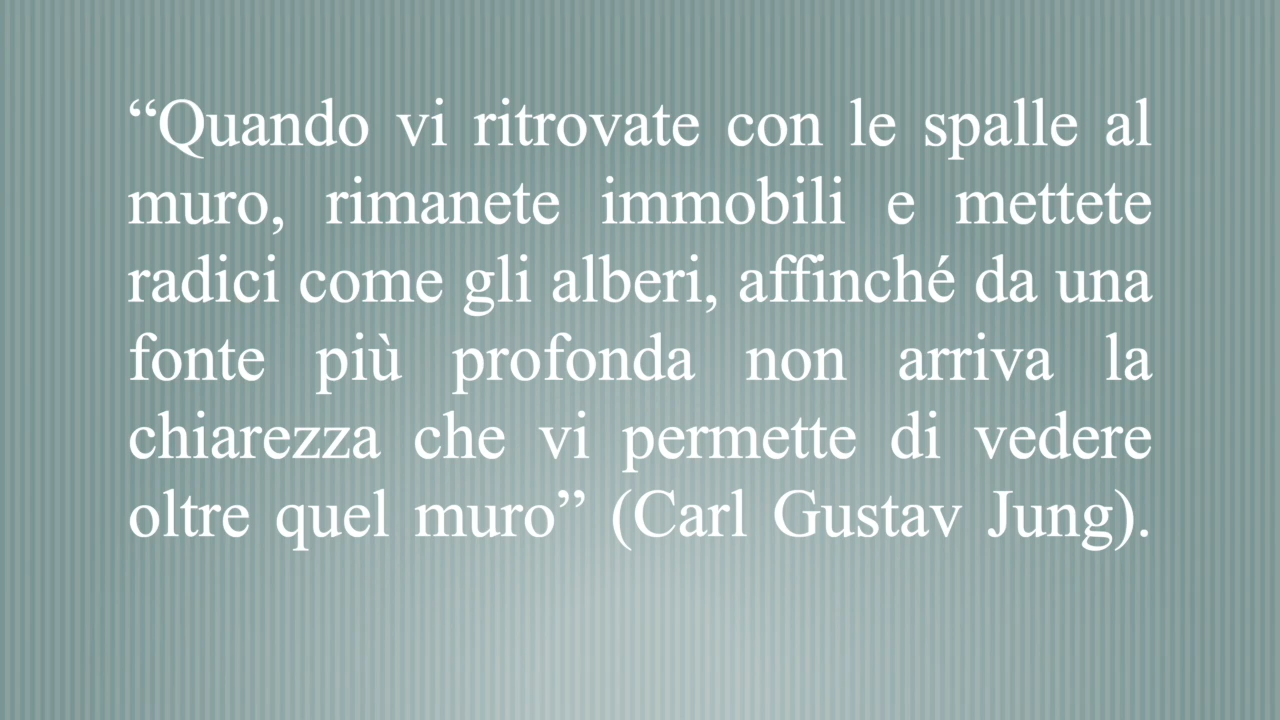 “Quando vi ritrovate con le spalle al
muro, rimanete immobili e mettete
radici come gli alberi, affinché da una
fonte più profonda non arriva la
chiarezza che vi permette di vedere
oltre quel muro” (Carl Gustav Jung).